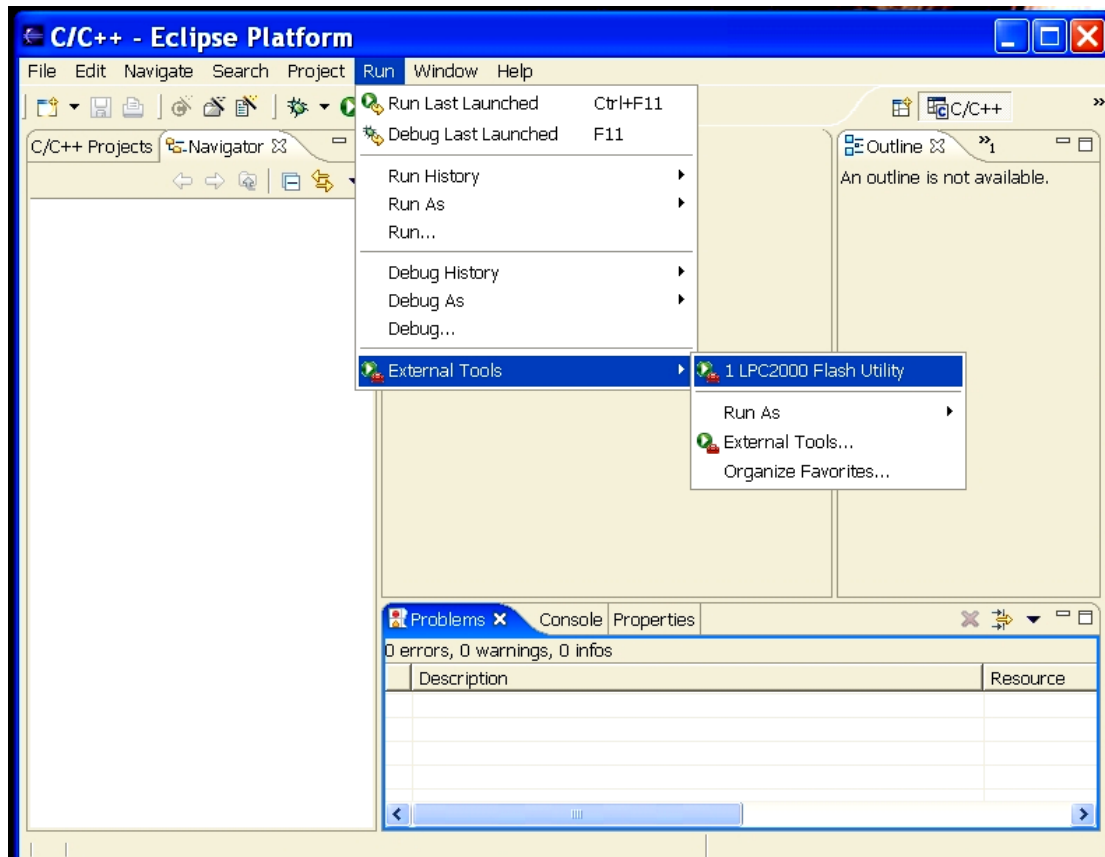 C/C++ - Eclipse Platform
File Edit Navigate Search Project Run Window Help
C/C++
»
C/C++ Projects Navigator
Run Last Launched Ctrl+F11
Debug Last Launched F11
Run History
Run As
Run...
Debug History
Debug As
Debug...
External Tools
1 LPC2000 Flash Utility
Run As
External Tools...
Organize Favorites...
Outline »1
An outline is not available.
Problems Console Properties
0 errors, 0 warnings, 0 infos
Description Resource